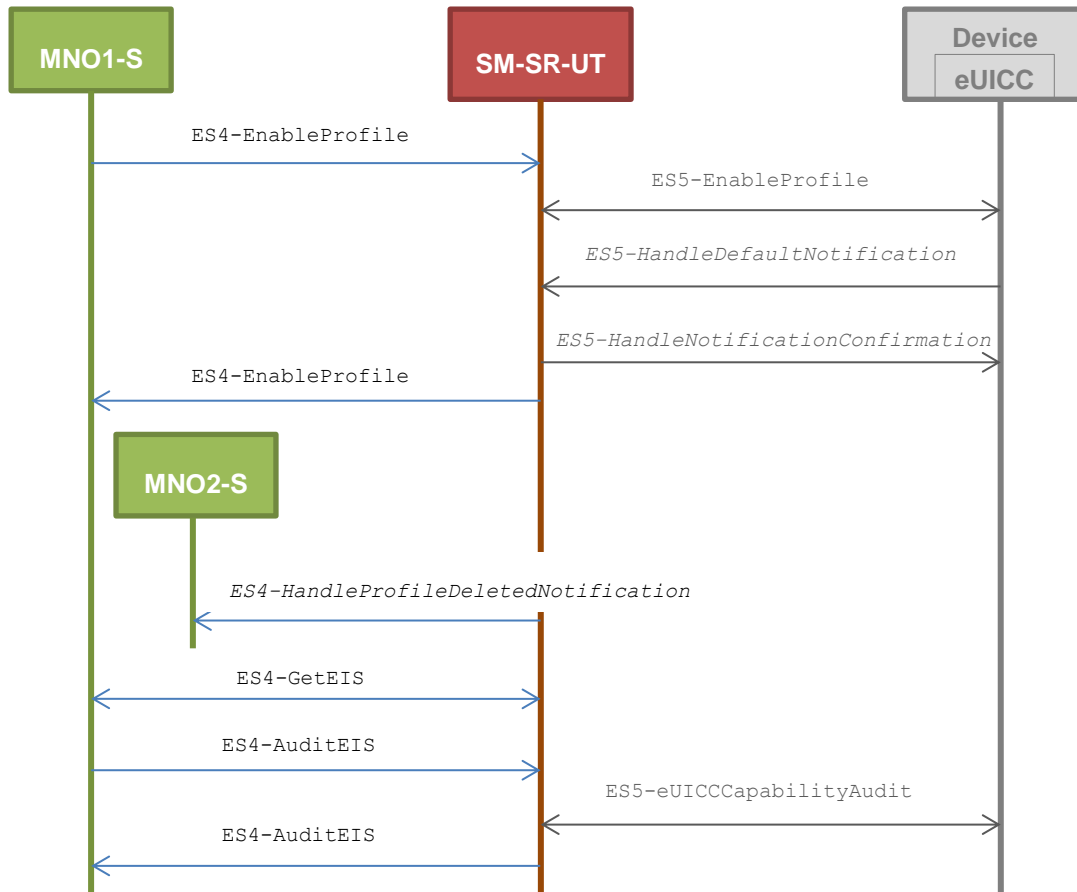 MNO1-S
SM-SR-UT
Device
eUICC
ES4-EnableProfile
ES5-EnableProfile
ES5-HandleDefaultNotification
ES5-HandleNotificationConfirmation
ES4-EnableProfile
MNO2-S
ES4-HandleProfileDeletedNotification
ES4-GetEIS
ES4-AuditEIS
ES5-eUICCCapabilityAudit
ES4-AuditEIS